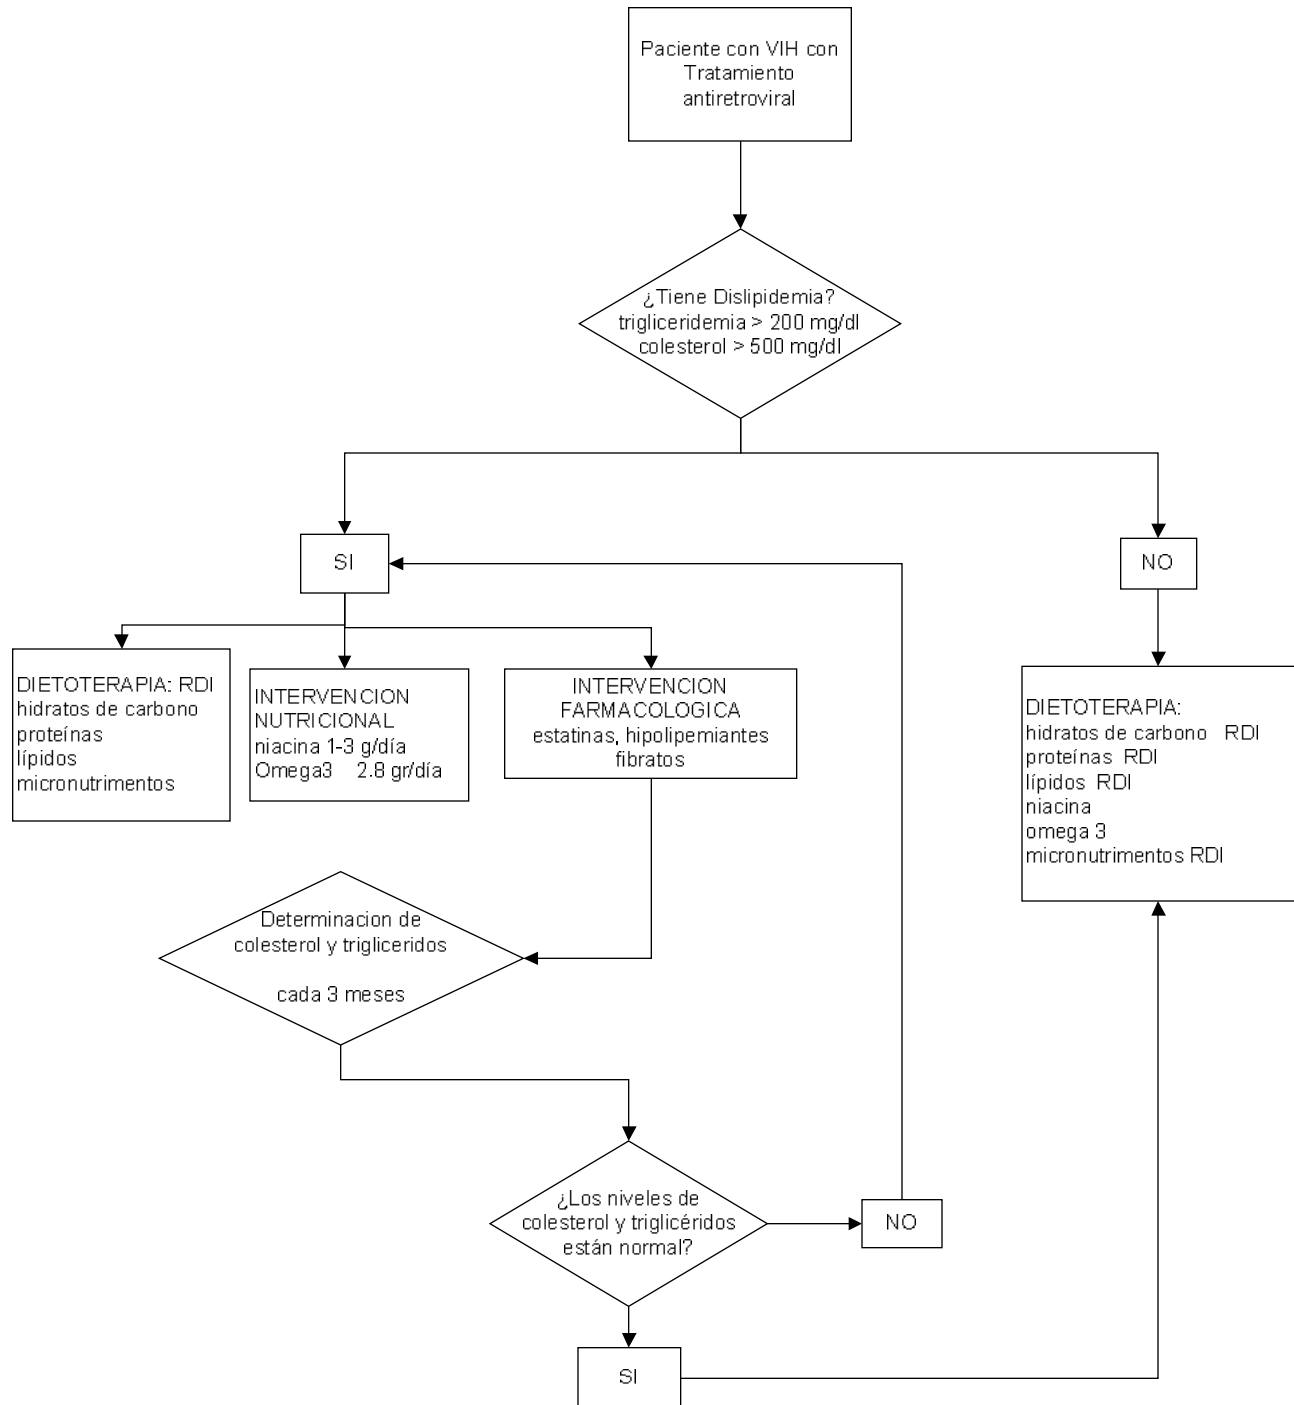 Paciente con VIH con
Tratamiento
antiretroviral
¿Tiene Dislipidemia?
trigliceridemia > 200 mg/dl
colesterol > 500 mg/dl
SI
NO
DIETOTERAPIA: RDI
hidratos de carbono
proteínas
lípidos
micronutrimentos
INTERVENCION
NUTRICIONAL
niacina 1-3 g/día
Omega3 2.8 gr/día
INTERVENCION
FARMACOLOGICA
estatinas, hipolipemiantes
fibratos
DIETOTERAPIA:
hidratos de carbono RDI
proteínas RDI
lípidos RDI
niacina
omega 3
micronutrimentos RDI
Determinacion de
colesterol y trigliceridos
cada 3 meses
¿Los niveles de
colesterol y triglicéridos
están normal?
NO
SI